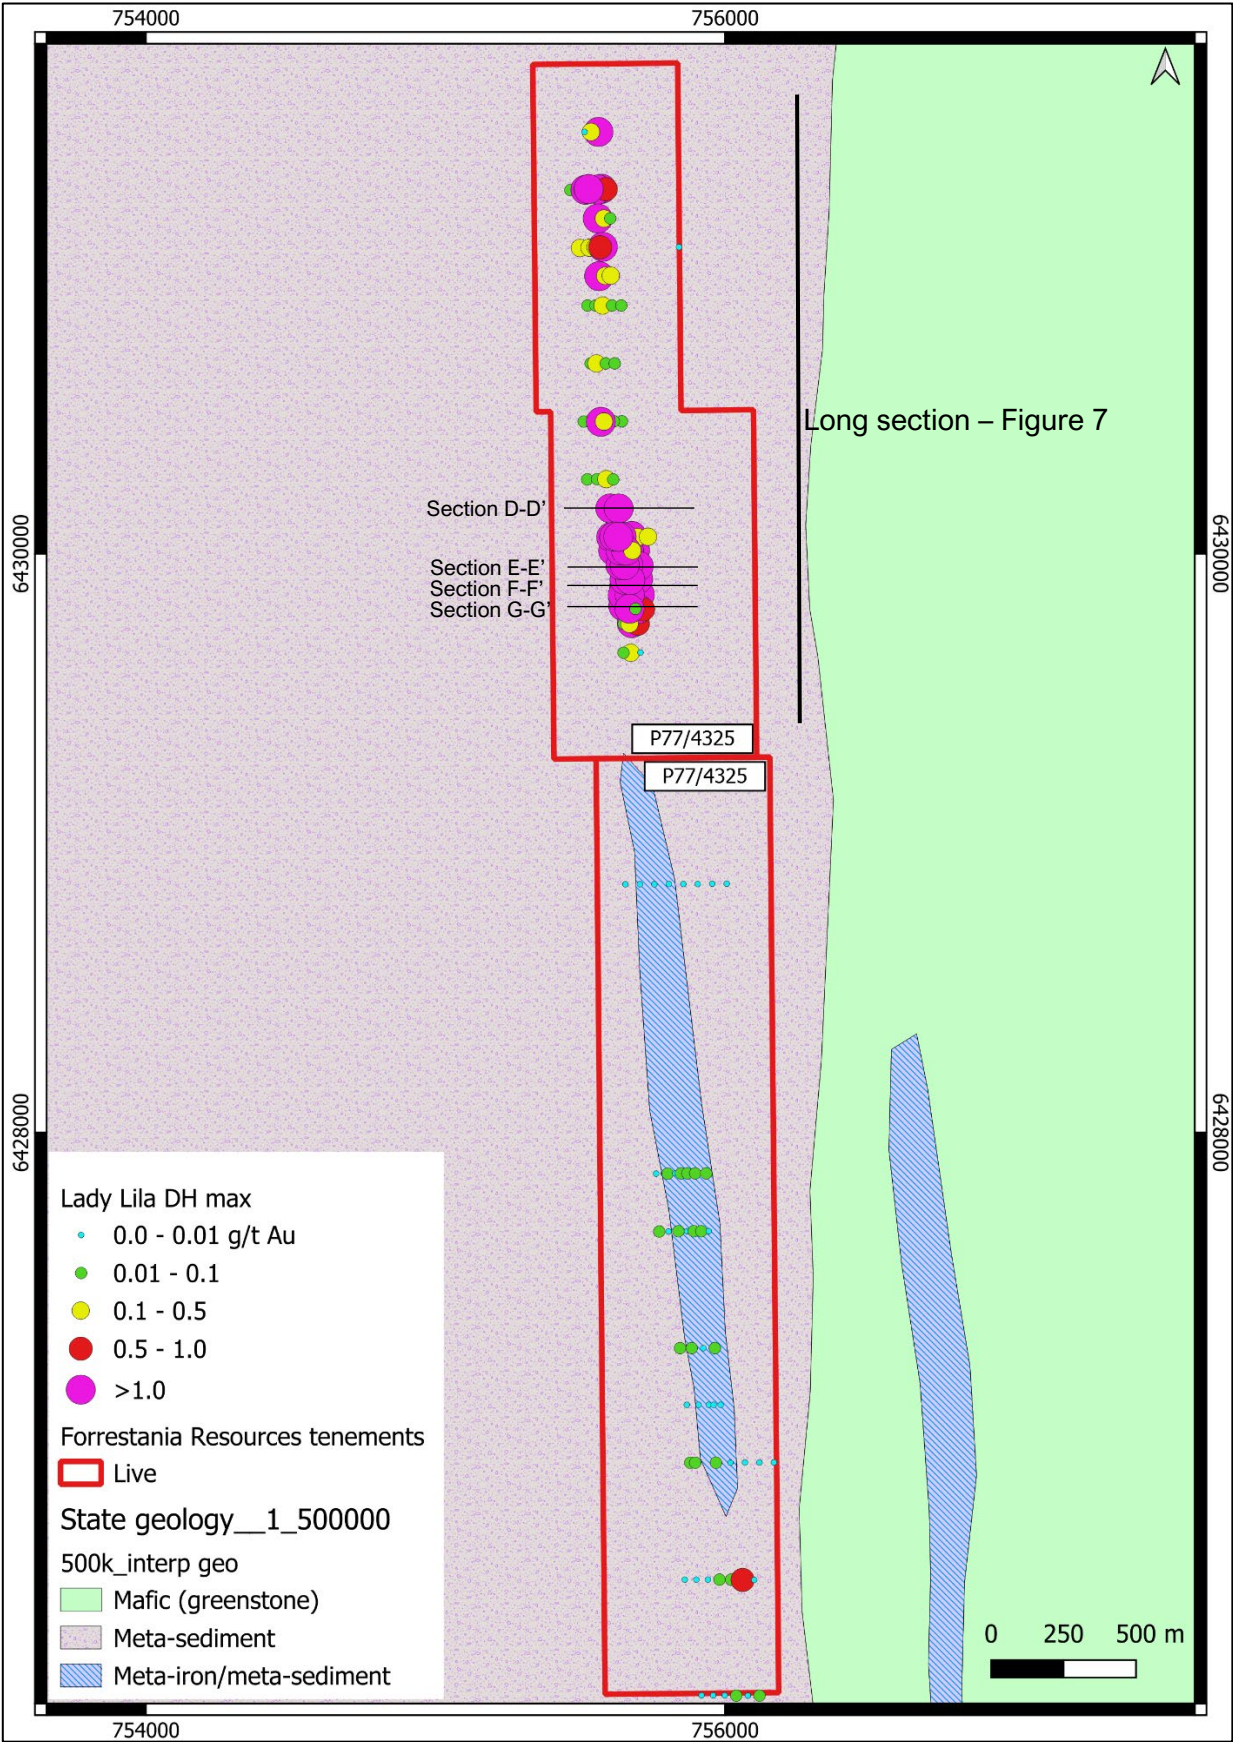 754000
756000
Long section – Figure 7
Section D-D’
6430000
6430000
Section E-E’
Section F-F’
Section G-G’
P77/4325
P77/4325
6428000
6428000
Lady Lila DH max
0.0 - 0.01 g/t Au
0.01 - 0.1
0.1 - 0.5
0.5 - 1.0
>1.0
Forrestania Resources tenements
Live
State geology__1_500000
500k_interp geo
Mafic (greenstone)
Meta-sediment
Meta-iron/meta-sediment
0 250 500 m
754000
756000